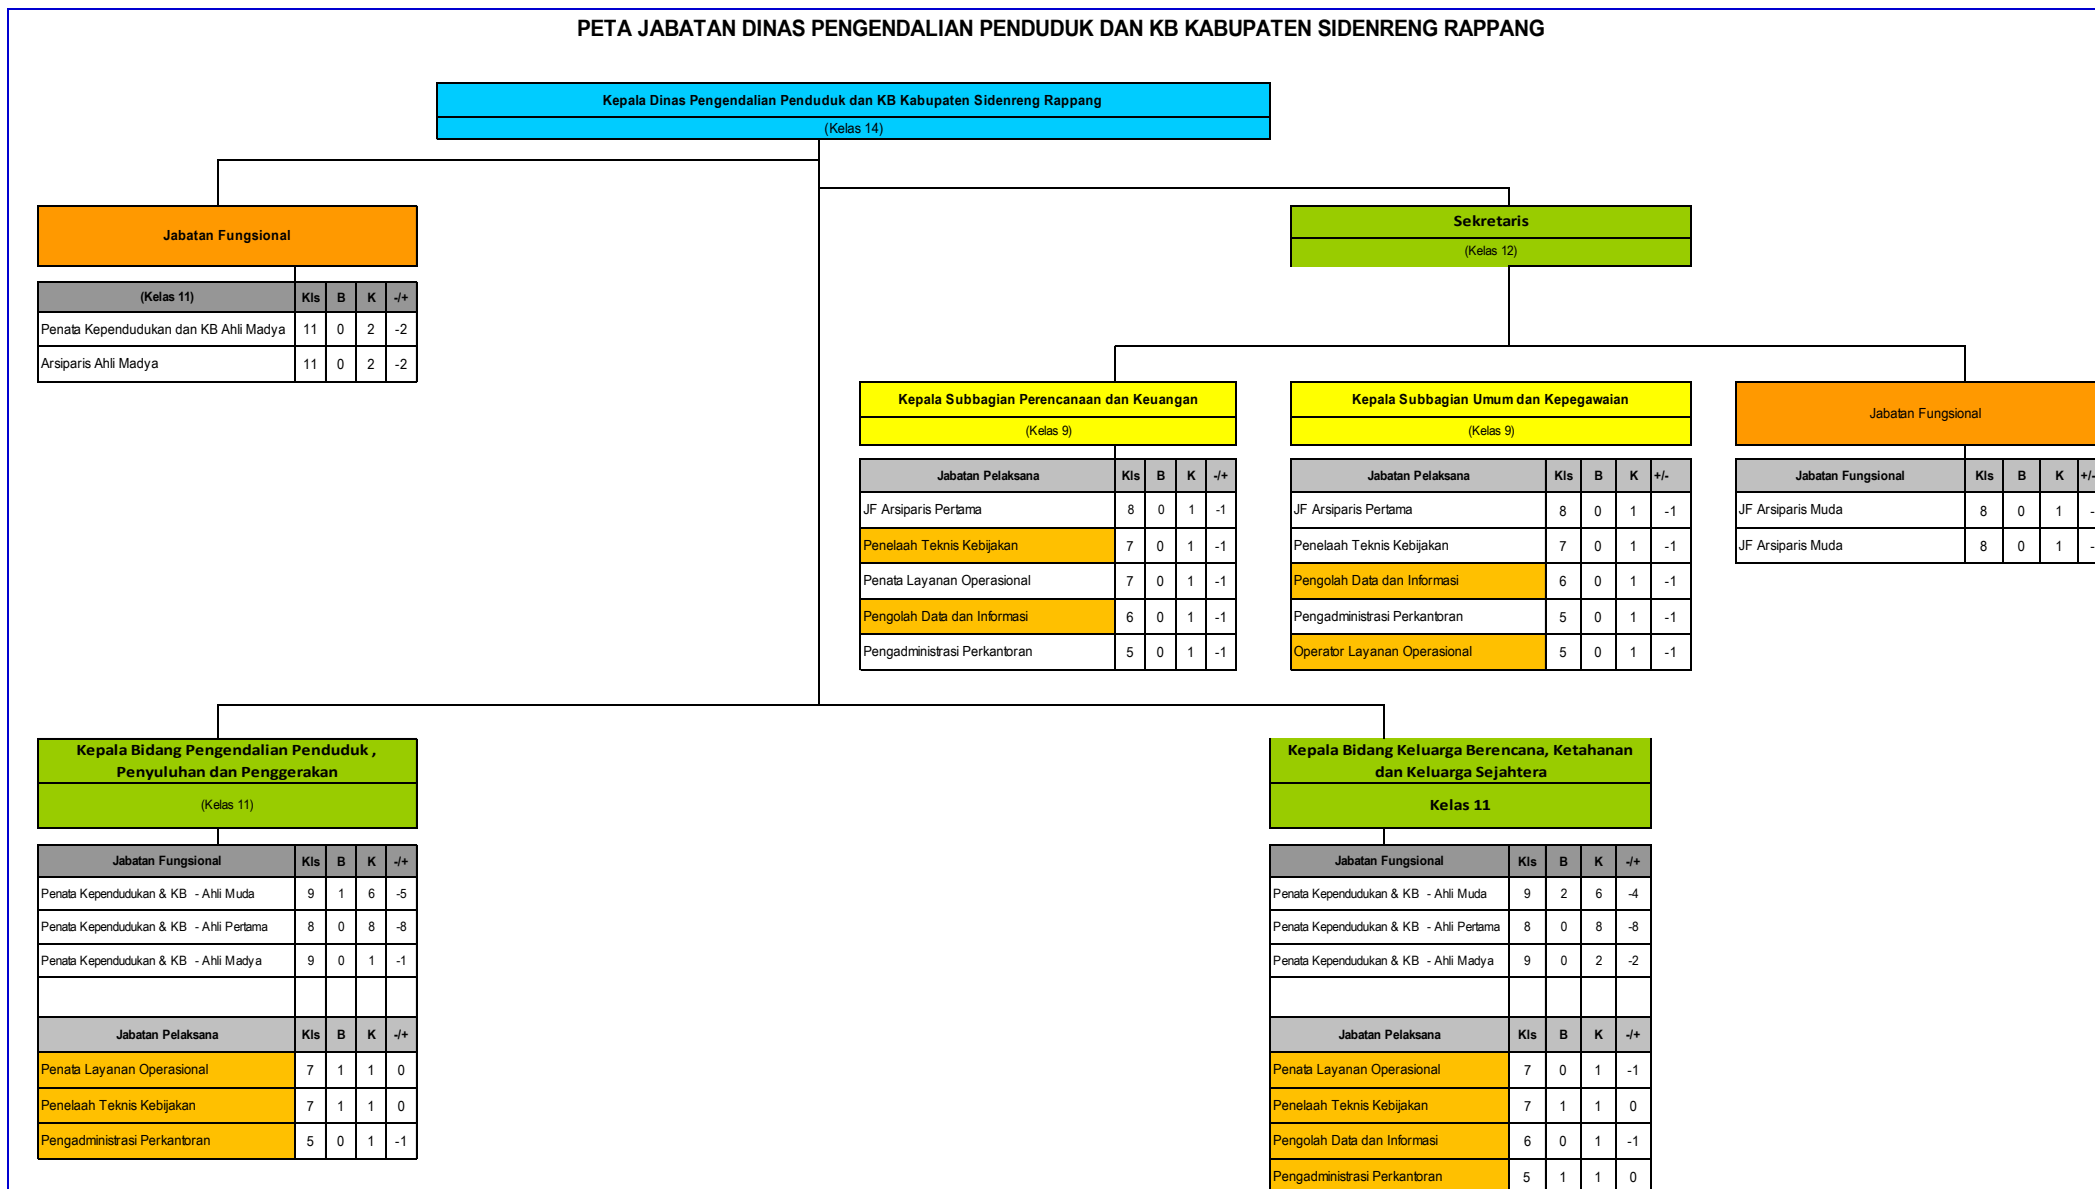 PETA JABATAN DINAS PENGENDALIAN PENDUDUK DAN KB KABUPATEN SIDENRENG RAPPANG
Kepala Dinas Pengendalian Penduduk dan KB Kabupaten Sidenreng Rappang
(Kelas 14)
Jabatan Fungsional
(Kelas 11) Kls B K -/+
Penata Kependudukan dan KB Ahli Madya 11 0 2 -2
Arsiparis Ahli Madya 11 0 2 -2
Sekretaris
(Kelas 12)
Kepala Subbagian Perencanaan dan Keuangan
(Kelas 9)
Jabatan Pelaksana Kls B K -/+
JF Arsiparis Pertama 8 0 1 -1
Penelaah Teknis Kebijakan 7 0 1 -1
Penata Layanan Operasional 7 0 1 -1
Pengolah Data dan Informasi 6 0 1 -1
Pengadministrasi Perkantoran 5 0 1 -1
Kepala Subbagian Umum dan Kepegawaian
(Kelas 9)
Jabatan Pelaksana Kls B K +/-
JF Arsiparis Pertama 8 0 1 -1
Penelaah Teknis Kebijakan 7 0 1 -1
Pengolah Data dan Informasi 6 0 1 -1
Pengadministrasi Perkantoran 5 0 1 -1
Operator Layanan Operasional 5 0 1 -1
Jabatan Fungsional
Jabatan Fungsional Kls B K +/-
JF Arsiparis Muda 8 0 1 -
JF Arsiparis Muda 8 0 1 -
Kepala Bidang Pengendalian Penduduk ,
Penyuluhan dan Penggerakan
(Kelas 11)
Jabatan Fungsional Kls B K -/+
Penata Kependudukan & KB - Ahli Muda 9 1 6 -5
Penata Kependudukan & KB - Ahli Pertama 8 0 8 -8
Penata Kependudukan & KB - Ahli Madya 9 0 1 -1
Jabatan Pelaksana Kls B K -/+
Penata Layanan Operasional 7 1 1 0
Penelaah Teknis Kebijakan 7 1 1 0
Pengadministrasi Perkantoran 5 0 1 -1
Kepala Bidang Keluarga Berencana, Ketahanan
dan Keluarga Sejahtera
Kelas 11
Jabatan Fungsional Kls B K -/+
Penata Kependudukan & KB - Ahli Muda 9 2 6 -4
Penata Kependudukan & KB - Ahli Pertama 8 0 8 -8
Penata Kependudukan & KB - Ahli Madya 9 0 2 -2
Jabatan Pelaksana Kls B K -/+
Penata Layanan Operasional 7 0 1 -1
Penelaah Teknis Kebijakan 7 1 1 0
Pengolah Data dan Informasi 6 0 1 -1
Pengadministrasi Perkantoran 5 1 1 0